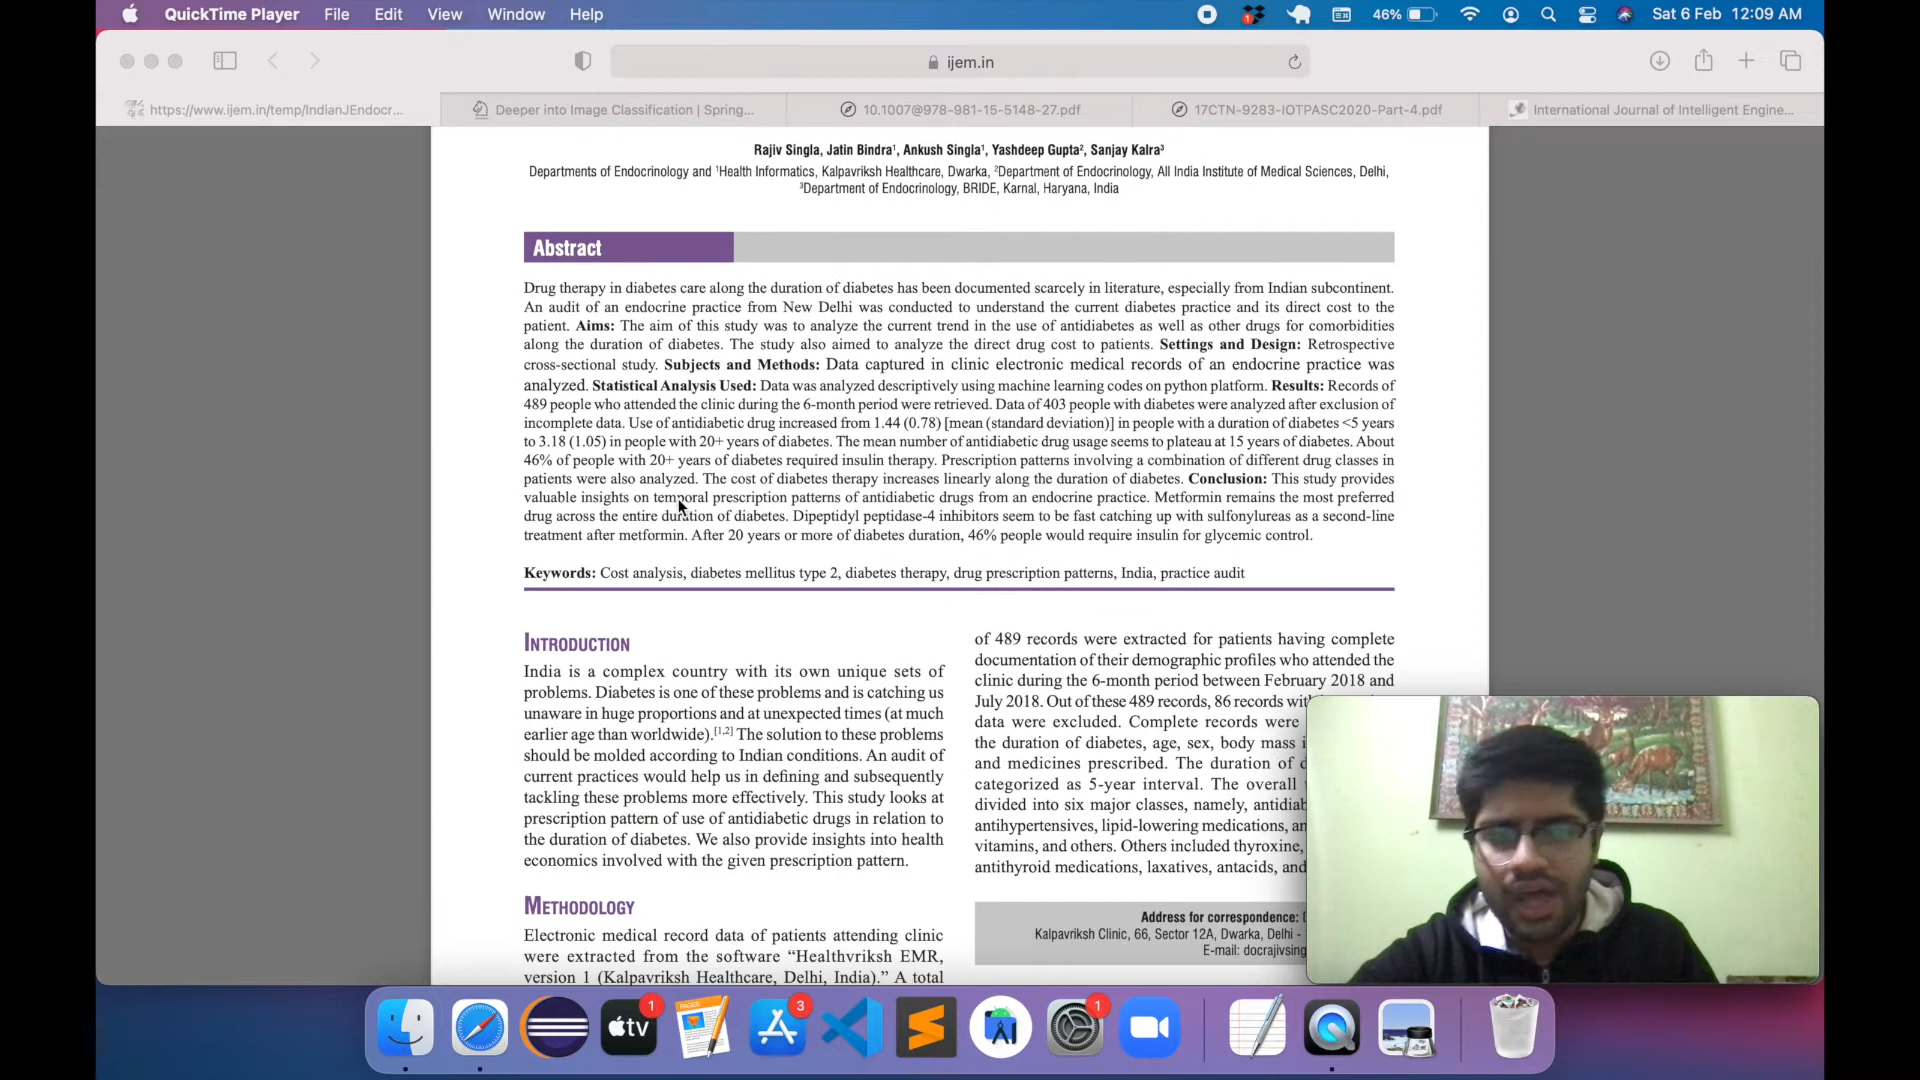 QuickTime Player File Edit View Window Help 1 46% Sat 6 Feb 12:09 AM
ijem.in
https://www.ijem.in/temp/IndianJEndocr... Deeper into Image Classification | Spring... 10.1007@978-981-15-5148-27.pdf 17CTN-9283-IOTPASC2020-Part-4.pdf International Journal of Intelligent Engine...
Rajiv Singla, Jatin Bindra¹, Ankush Singla¹, Yashdeep Gupta², Sanjay Kalra³
Departments of Endocrinology and ¹Health Informatics, Kalpavriksh Healthcare, Dwarka, ²Department of Endocrinology, All India Institute of Medical Sciences, Delhi,
³Department of Endocrinology, BRIDE, Karnal, Haryana, India
Abstract
Drug therapy in diabetes care along the duration of diabetes has been documented scarcely in literature, especially from Indian subcontinent.
An audit of an endocrine practice from New Delhi was conducted to understand the current diabetes practice and its direct cost to the
patient. Aims: The aim of this study was to analyze the current trend in the use of antidiabetes as well as other drugs for comorbidities
along the duration of diabetes. The study also aimed to analyze the direct drug cost to patients. Settings and Design: Retrospective
cross-sectional study. Subjects and Methods: Data captured in clinic electronic medical records of an endocrine practice was
analyzed. Statistical Analysis Used: Data was analyzed descriptively using machine learning codes on python platform. Results: Records of
489 people who attended the clinic during the 6-month period were retrieved. Data of 403 people with diabetes were analyzed after exclusion of
incomplete data. Use of antidiabetic drug increased from 1.44 (0.78) [mean (standard deviation)] in people with a duration of diabetes <5 years
to 3.18 (1.05) in people with 20+ years of diabetes. The mean number of antidiabetic drug usage seems to plateau at 15 years of diabetes. About
46% of people with 20+ years of diabetes required insulin therapy. Prescription patterns involving a combination of different drug classes in
patients were also analyzed. The cost of diabetes therapy increases linearly along the duration of diabetes. Conclusion: This study provides
valuable insights on temporal prescription patterns of antidiabetic drugs from an endocrine practice. Metformin remains the most preferred
drug across the entire duration of diabetes. Dipeptidyl peptidase-4 inhibitors seem to be fast catching up with sulfonylureas as a second-line
treatment after metformin. After 20 years or more of diabetes duration, 46% people would require insulin for glycemic control.
Keywords: Cost analysis, diabetes mellitus type 2, diabetes therapy, drug prescription patterns, India, practice audit
Introduction
India is a complex country with its own unique sets of
problems. Diabetes is one of these problems and is catching us
unaware in huge proportions and at unexpected times (at much
earlier age than worldwide).[1,2] The solution to these problems
should be molded according to Indian conditions. An audit of
current practices would help us in defining and subsequently
tackling these problems more effectively. This study looks at
prescription pattern of use of antidiabetic drugs in relation to
the duration of diabetes. We also provide insights into health
economics involved with the given prescription pattern.
Methodology
Electronic medical record data of patients attending clinic
were extracted from the software “Healthvriksh EMR,
version 1 (Kalpavriksh Healthcare, Delhi, India).” A total
of 489 records were extracted for patients having complete
documentation of their demographic profiles who attended the
clinic during the 6-month period between February 2018 and
July 2018. Out of these 489 records, 86 records
data were excluded. Complete records were
the duration of diabetes, age, sex, body mass
and medicines prescribed. The duration of
categorized as 5-year interval. The overall
divided into six major classes, namely,
antihypertensives, lipid-lowering medications,
vitamins, and others. Others included thyroxine,
antithyroid medications, laxatives, antacids, and
Address for correspondence:
Kalpavriksh Clinic, 66, Sector 12A, Dwarka, Delhi -
E-mail: docrajivsing
tv 1 PAGES 3 1